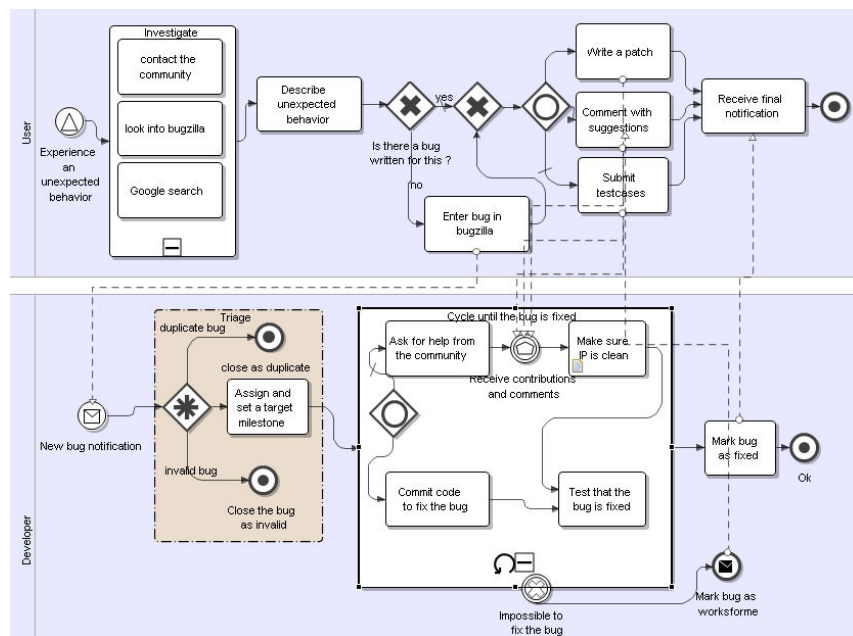 User
Experience
an
unexpected
behavior
Investigate
contact the
community
look into bugzilla
Google search
Describe
unexpected
behavior
yes
Is there a bug
written for this ?
no
Enter bug in
bugzilla
Write a patch
Comment with
suggestions
Submit
testcases
Receive final
notification
Developer
New bug notification
Triage
duplicate bug
close as duplicate
Assign and
set a target
milestone
invalid bug
Close the bug
as invalid
Cycle until the bug is fixed
Ask for help from
the community
Receive contributions
and comments
Make sure
IP is clean
Commit code
to fix the bug
Test that the
bug is fixed
Impossible to
fix the bug
Mark bug
as fixed
Ok
Mark bug as
worksforme